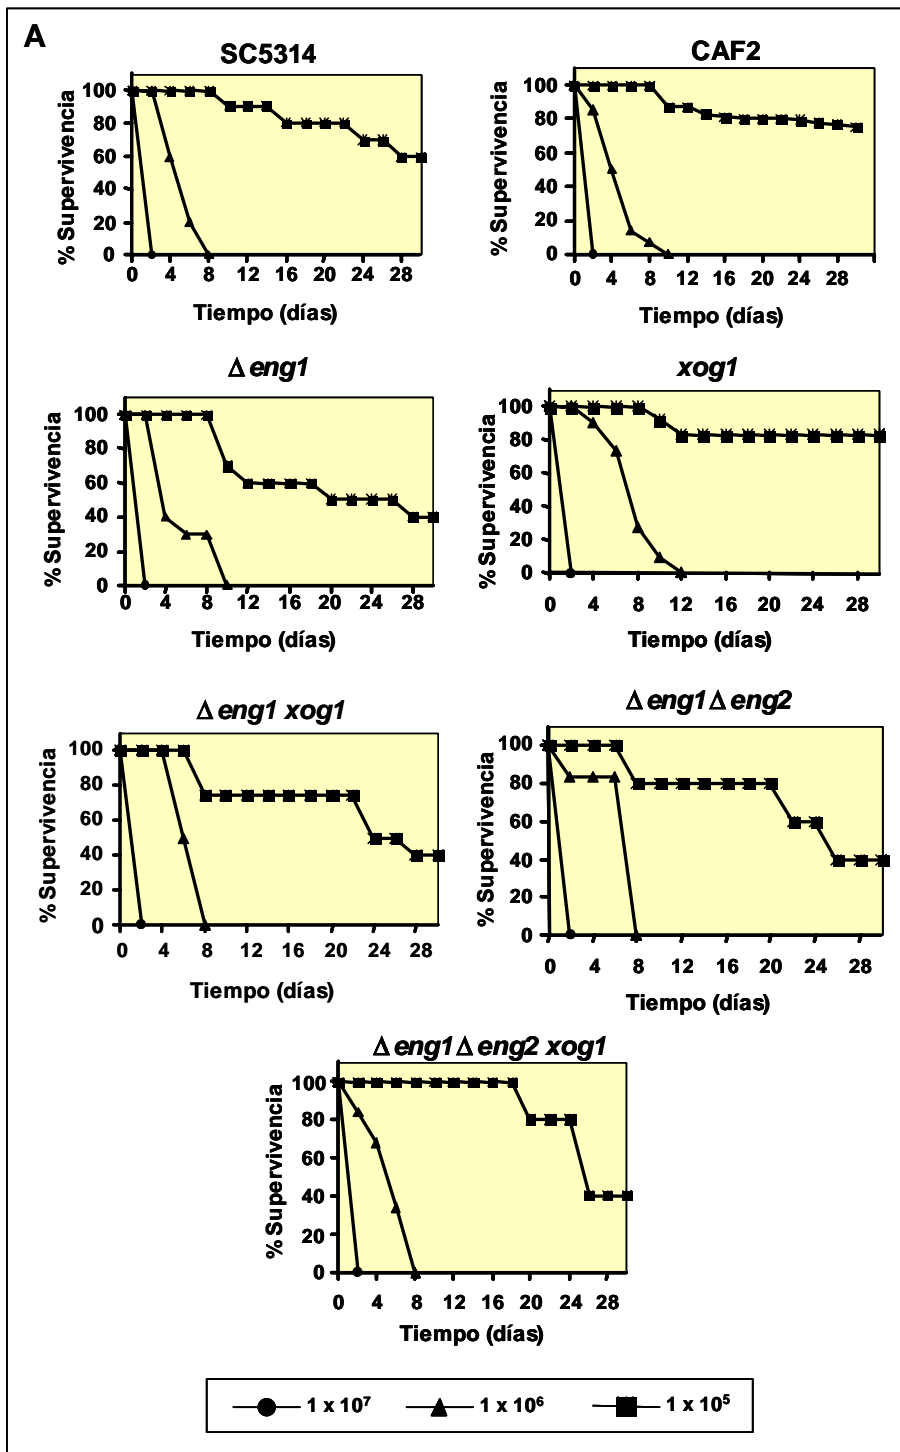 A
SC5314
% Supervivencia
100
80
60
40
20
0
0 4 8 12 16 20 24 28
Tiempo (días)
CAF2
% Supervivencia
100
80
60
40
20
0
0 4 8 12 16 20 24 28
Tiempo (días)
Δ eng1
% Supervivencia
100
80
60
40
20
0
0 4 8 12 16 20 24 28
Tiempo (días)
xog1
% Supervivencia
100
80
60
40
20
0
0 4 8 12 16 20 24 28
Tiempo (días)
Δ eng1 xog1
% Supervivencia
100
80
60
40
20
0
0 4 8 12 16 20 24 28
Tiempo (días)
Δ eng1 Δ eng2
% Supervivencia
100
80
60
40
20
0
0 4 8 12 16 20 24 28
Tiempo (días)
Δ eng1 Δ eng2 xog1
% Supervivencia
100
80
60
40
20
0
0 4 8 12 16 20 24 28
Tiempo (días)
1 x 10⁷ 1 x 10⁶ 1 x 10⁵